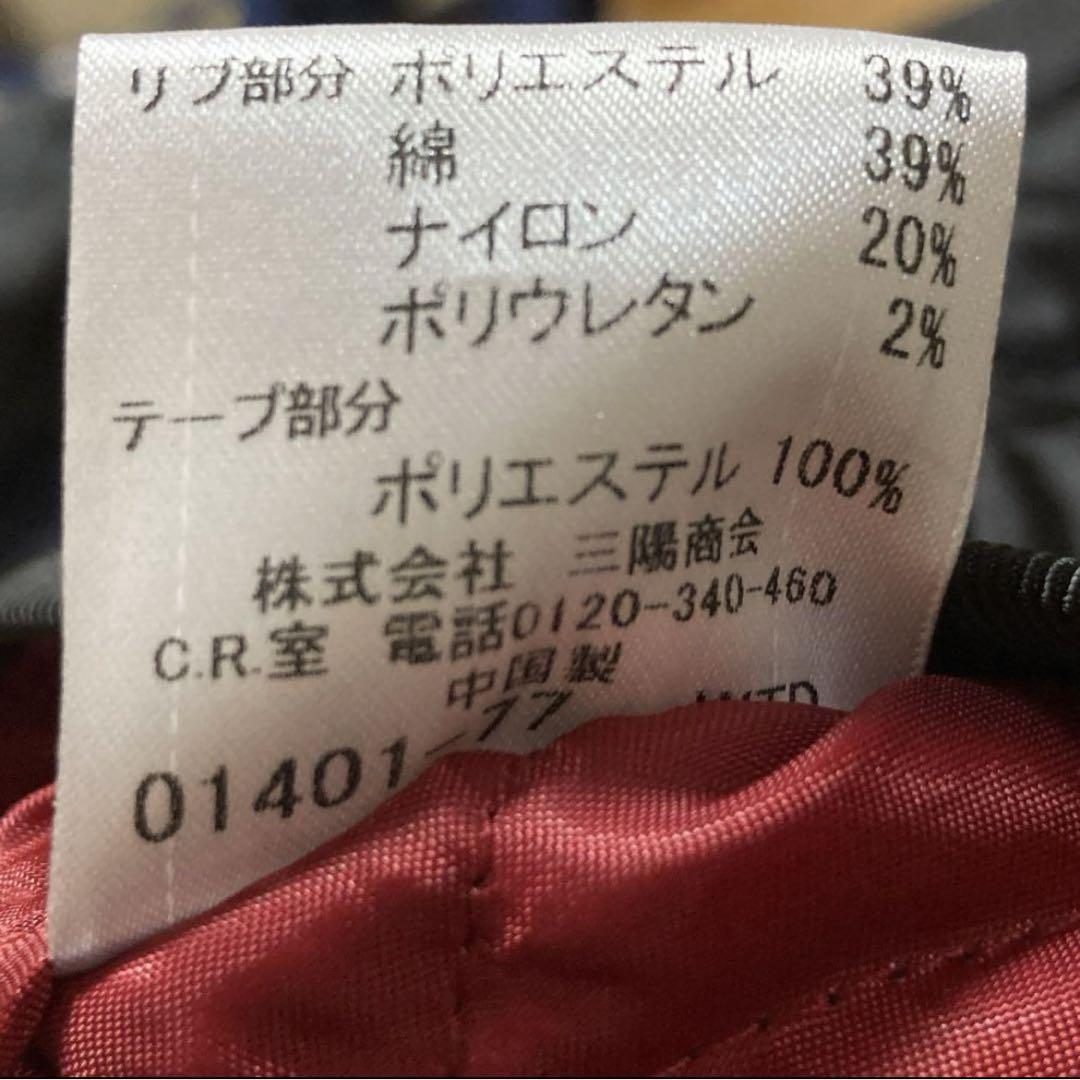 リブ部分 ポリエステル 39%
綿 39%
ナイロン 20%
ポリウレタン 2%
テープ部分
ポリエステル 100%
株式会社 三陽商会
C.R.室 電話0120-340-460
中国製
01401-77